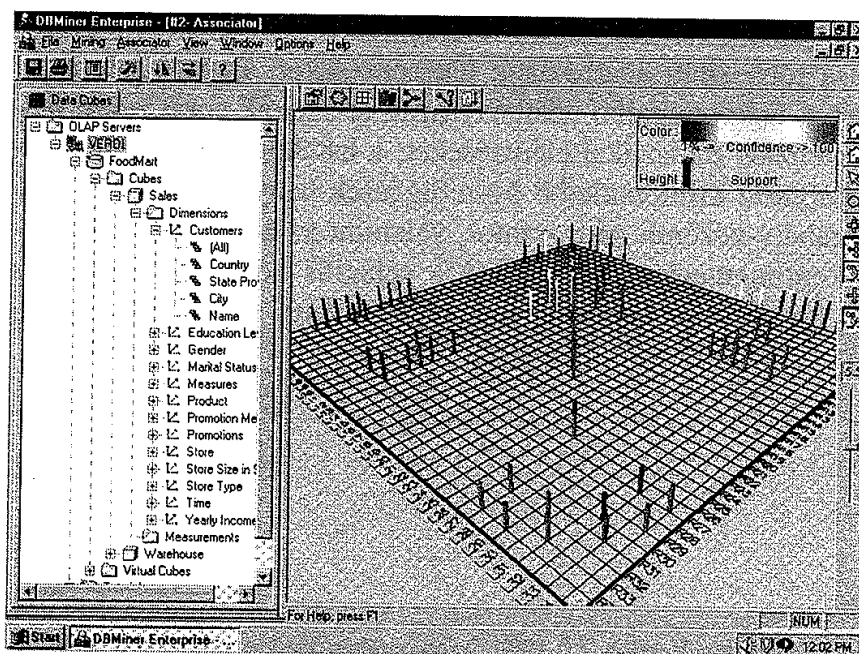 DBMiner Enterprise - [#2- Associator]
File Mining Associator View Window Options Help
Data Cubes
OLAP Servers
VERDI
FoodMart
Cubes
Sales
Dimensions
Customers
(All)
Country
State Pro
City
Name
Education Le
Gender
Marital Status
Measures
Product
Promotion Me
Promotions
Store
Store Size in S
Store Type
Time
Yearly Income
Measurements
Warehouse
Virtual Cubes
Color:
1% -> Confidence -> 100
Height Support
For Help, press F1
NUM
Start DBMiner Enterprise - ...
12:02 PM